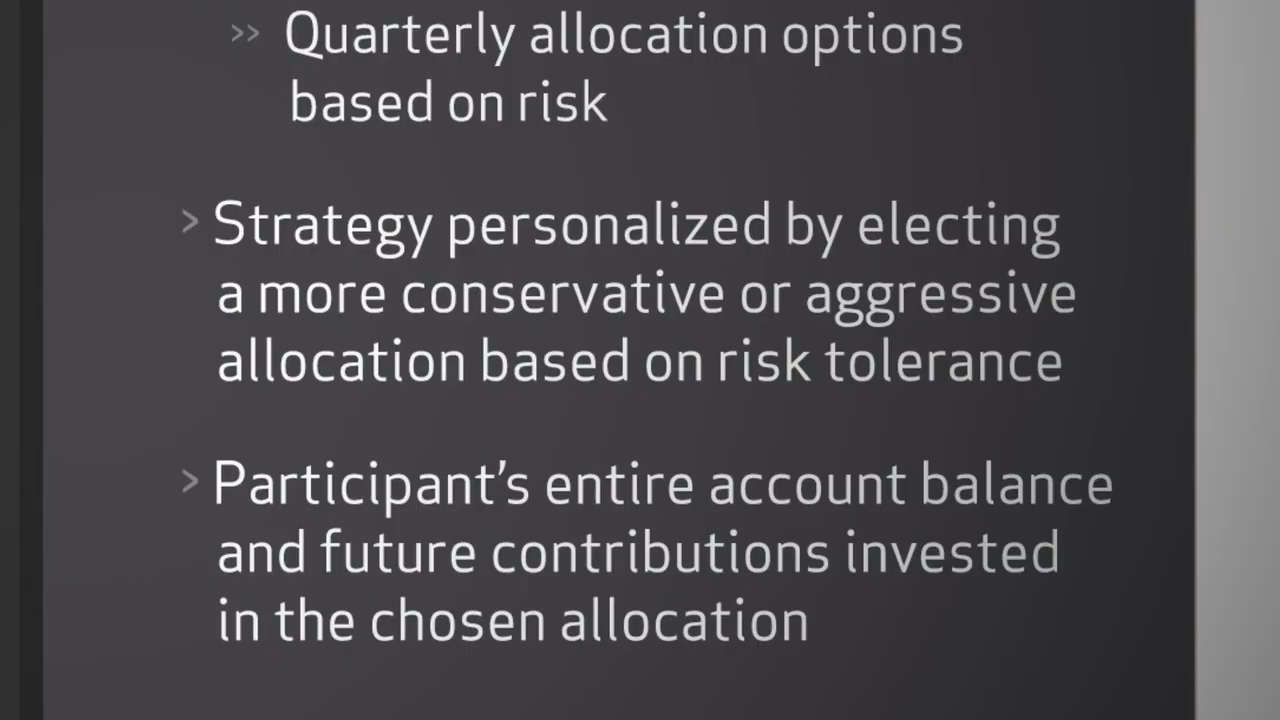 >> Quarterly allocation options
based on risk
> Strategy personalized by electing
a more conservative or aggressive
allocation based on risk tolerance
> Participant’s entire account balance
and future contributions invested
in the chosen allocation